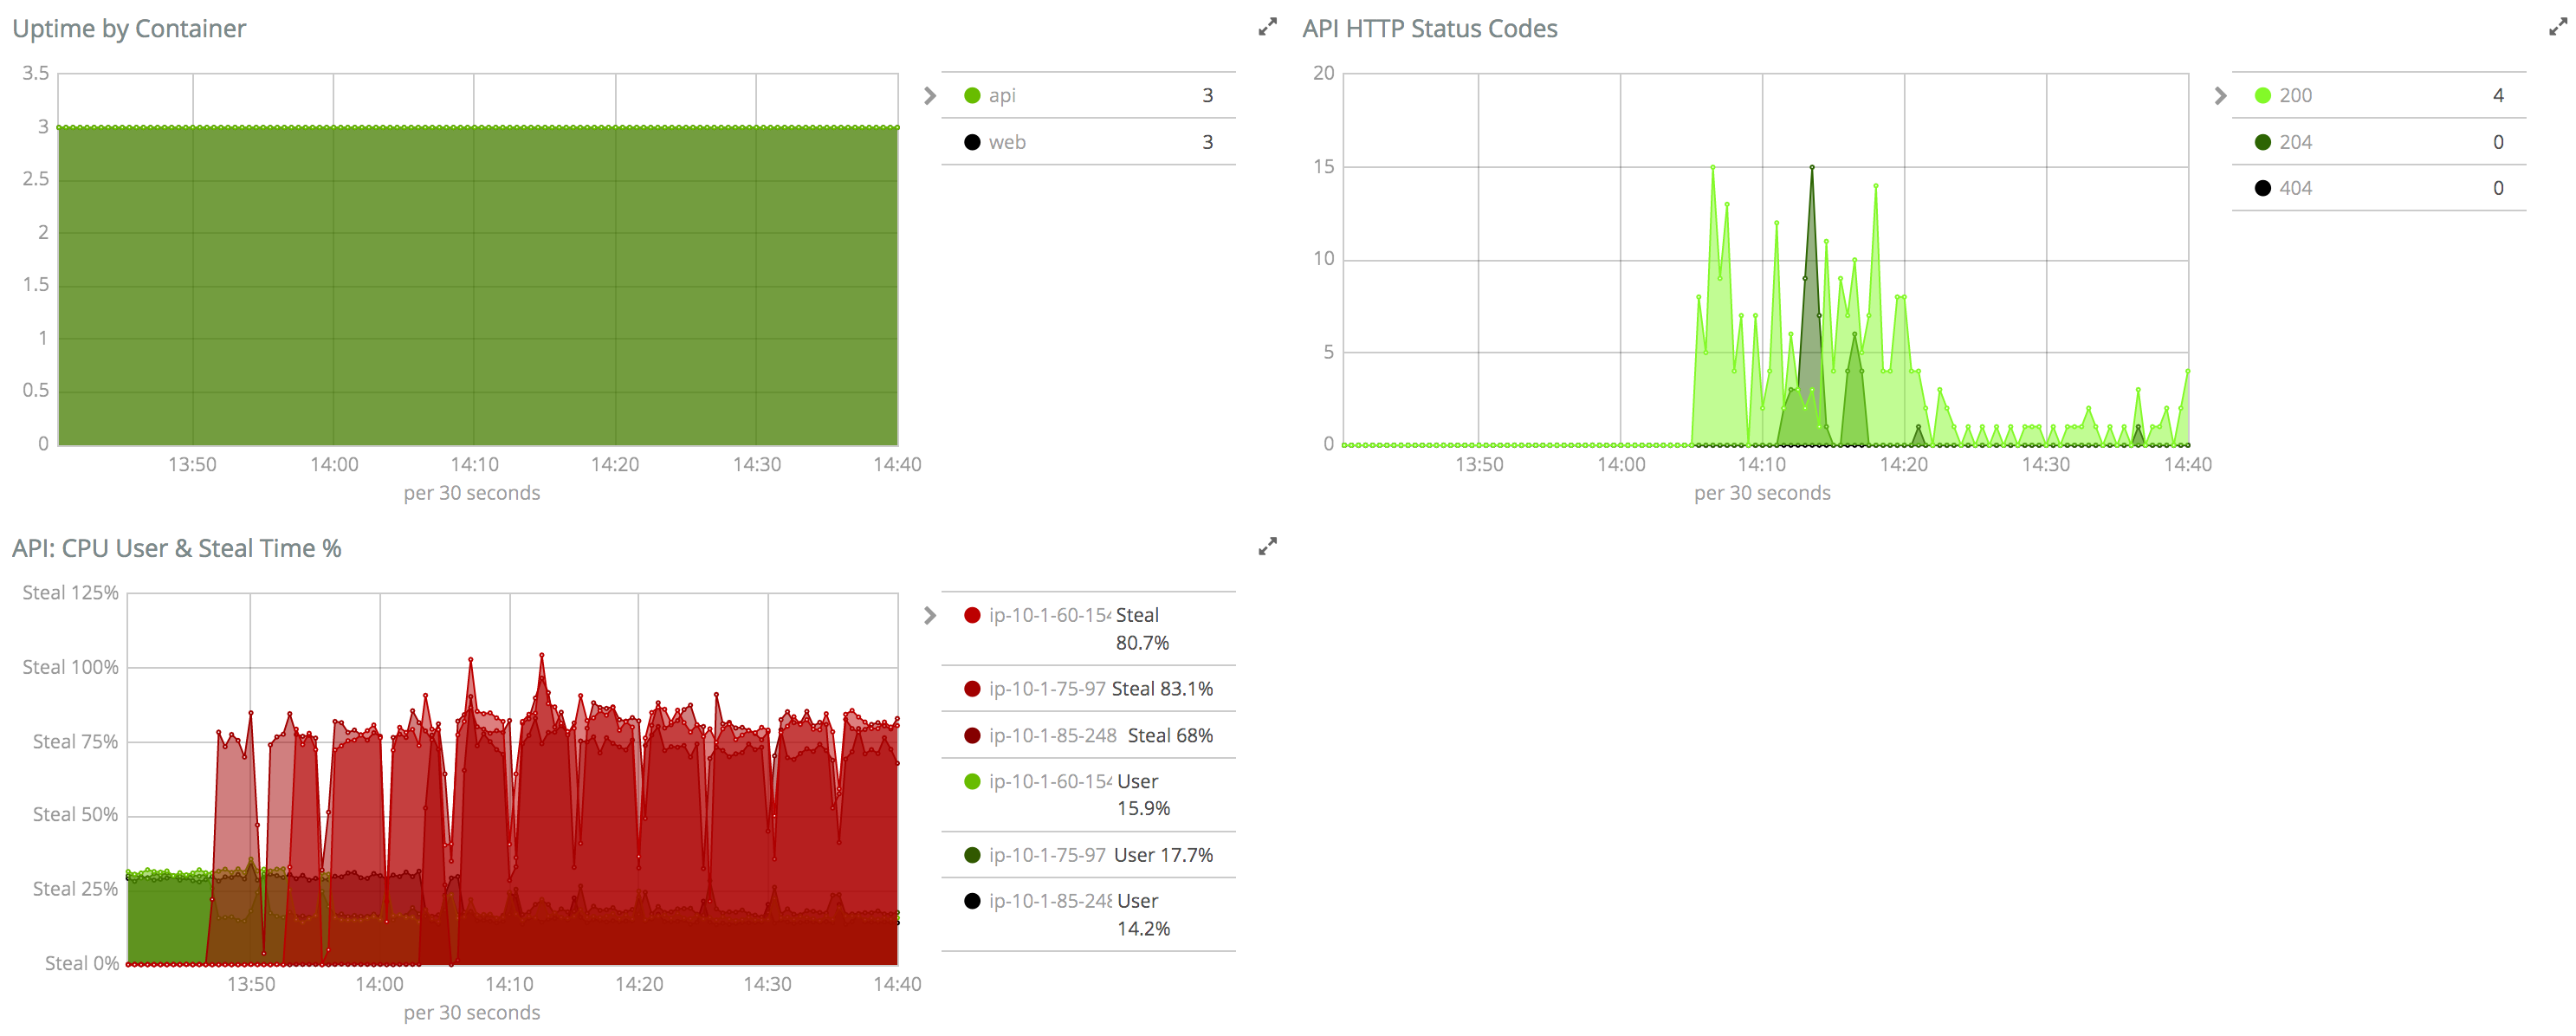 Uptime by Container
3.5
3
2.5
2
1.5
1
0.5
0
13:50 14:00 14:10 14:20 14:30 14:40
per 30 seconds
api 3
web 3
API HTTP Status Codes
20
15
10
5
0
13:50 14:00 14:10 14:20 14:30 14:40
per 30 seconds
200 4
204 0
404 0
API: CPU User & Steal Time %
Steal 125%
Steal 100%
Steal 75%
Steal 50%
Steal 25%
Steal 0%
13:50 14:00 14:10 14:20 14:30 14:40
per 30 seconds
ip-10-1-60-154 Steal
80.7%
ip-10-1-75-97 Steal 83.1%
ip-10-1-85-248 Steal 68%
ip-10-1-60-154 User
15.9%
ip-10-1-75-97 User 17.7%
ip-10-1-85-248 User
14.2%